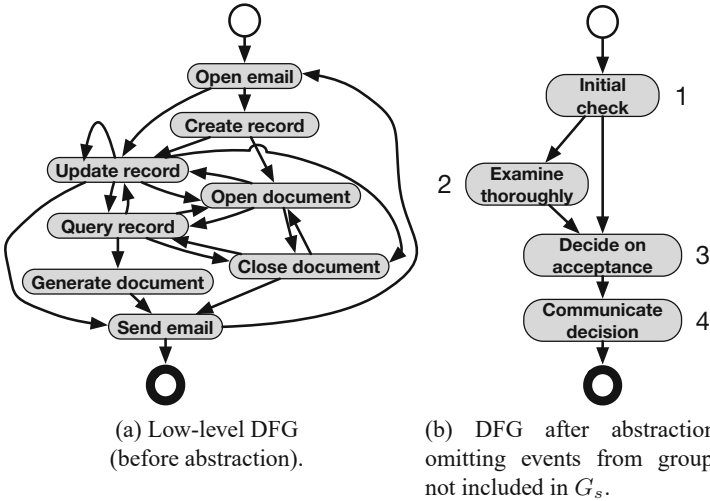 Open email
Create record
Update record
Open document
Query record
Close document
Generate document
Send email
(a) Low-level DFG
(before abstraction).
Initial
check
1
2
Examine
thoroughly
Decide on
acceptance
3
Communicate
decision
4
(b) DFG after abstraction
omitting events from group
not included in Gₛ.